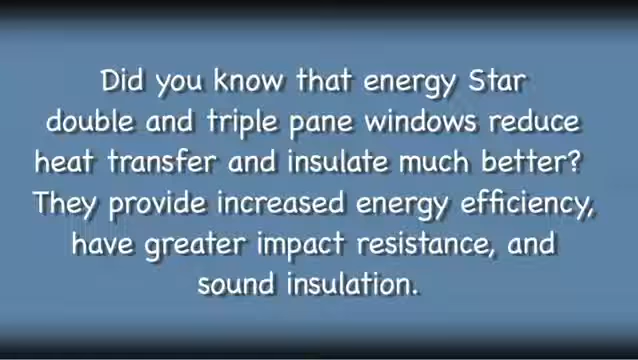 Did you know that energy Star
double and triple pane windows reduce
heat transfer and insulate much better?
They provide increased energy efficiency,
have greater impact resistance, and
sound insulation.